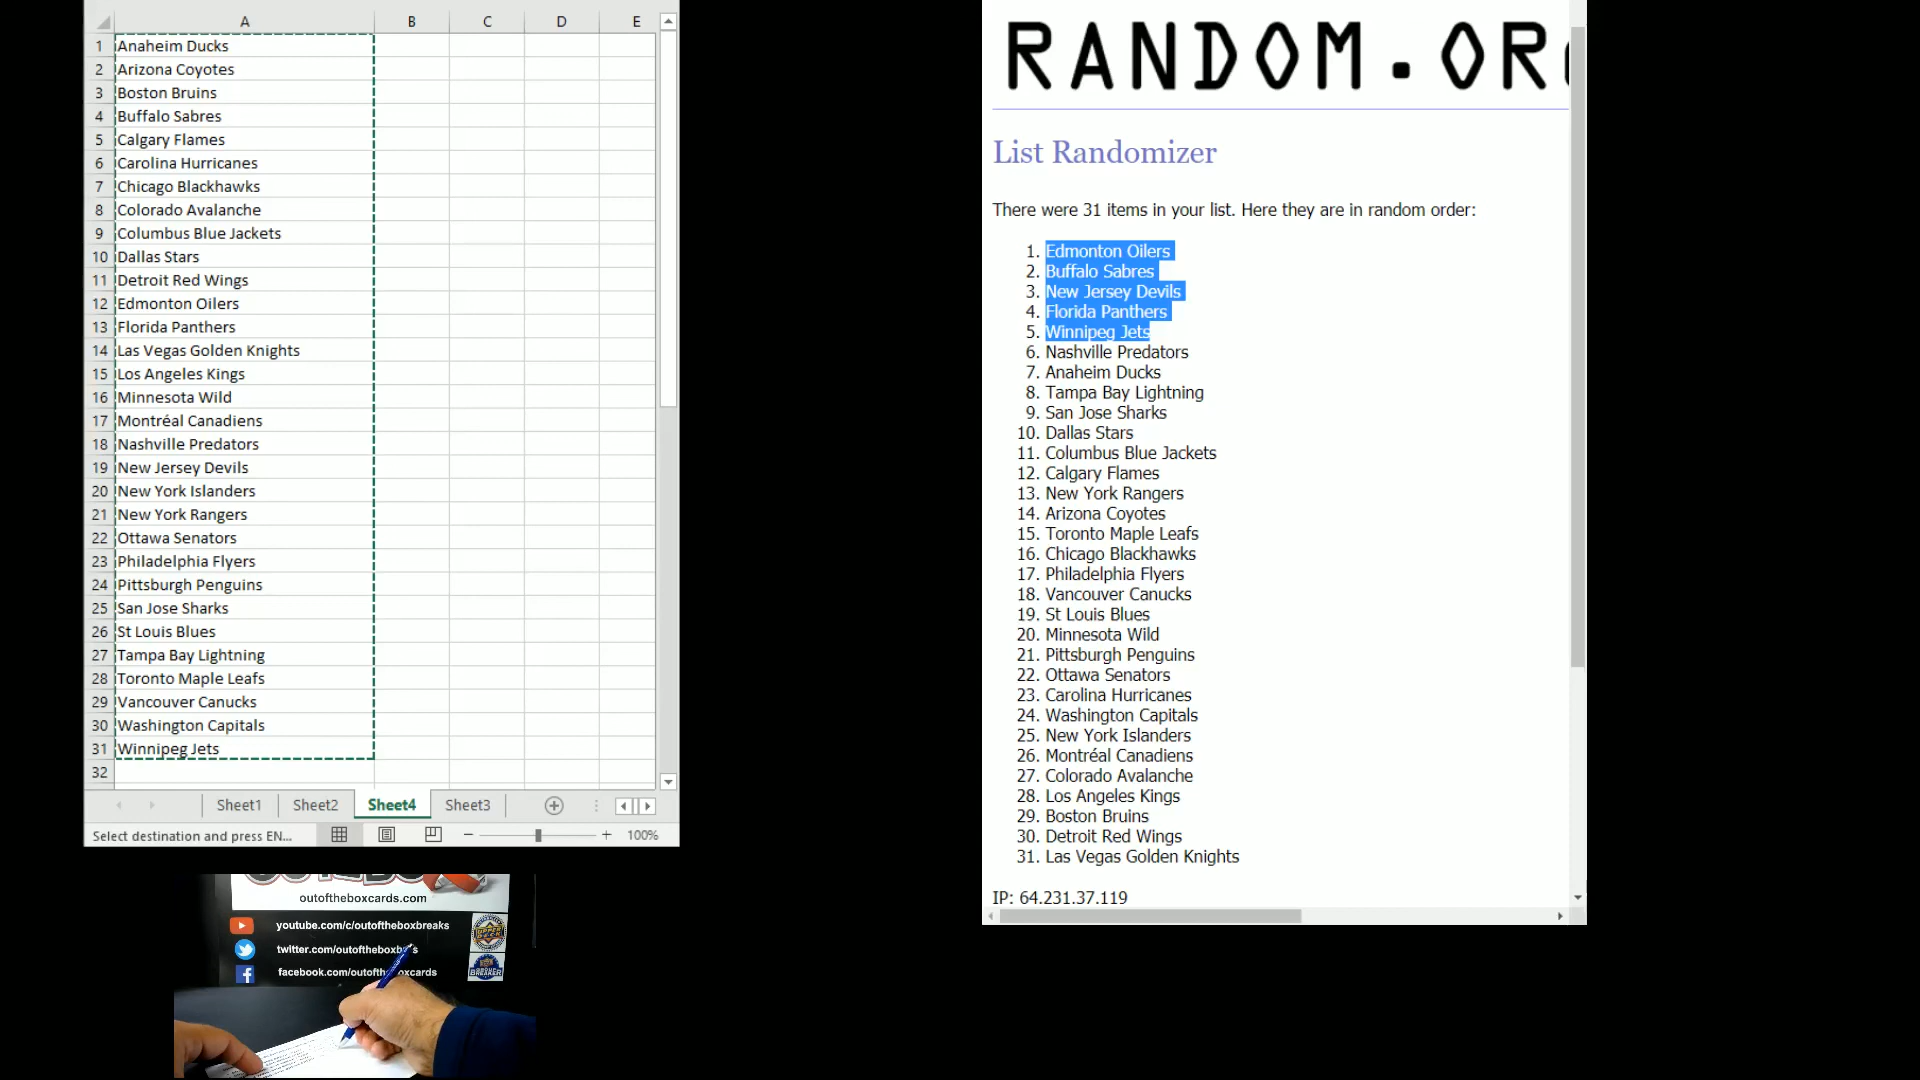 A B C D E
1 Anaheim Ducks
2 Arizona Coyotes
3 Boston Bruins
4 Buffalo Sabres
5 Calgary Flames
6 Carolina Hurricanes
7 Chicago Blackhawks
8 Colorado Avalanche
9 Columbus Blue Jackets
10 Dallas Stars
11 Detroit Red Wings
12 Edmonton Oilers
13 Florida Panthers
14 Las Vegas Golden Knights
15 Los Angeles Kings
16 Minnesota Wild
17 Montréal Canadiens
18 Nashville Predators
19 New Jersey Devils
20 New York Islanders
21 New York Rangers
22 Ottawa Senators
23 Philadelphia Flyers
24 Pittsburgh Penguins
25 San Jose Sharks
26 St Louis Blues
27 Tampa Bay Lightning
28 Toronto Maple Leafs
29 Vancouver Canucks
30 Washington Capitals
31 Winnipeg Jets
32
Sheet1 Sheet2 Sheet4 Sheet3
Select destination and press EN... 100%
outoftheboxcards.com
youtube.com/c/outoftheboxbreaks
twitter.com/outofthebox
facebook.com/outofth oxcards
RANDOM.OR
List Randomizer
There were 31 items in your list. Here they are in random order:
1. Edmonton Oilers
2. Buffalo Sabres
3. New Jersey Devils
4. Florida Panthers
5. Winnipeg Jets
6. Nashville Predators
7. Anaheim Ducks
8. Tampa Bay Lightning
9. San Jose Sharks
10. Dallas Stars
11. Columbus Blue Jackets
12. Calgary Flames
13. New York Rangers
14. Arizona Coyotes
15. Toronto Maple Leafs
16. Chicago Blackhawks
17. Philadelphia Flyers
18. Vancouver Canucks
19. St Louis Blues
20. Minnesota Wild
21. Pittsburgh Penguins
22. Ottawa Senators
23. Carolina Hurricanes
24. Washington Capitals
25. New York Islanders
26. Montréal Canadiens
27. Colorado Avalanche
28. Los Angeles Kings
29. Boston Bruins
30. Detroit Red Wings
31. Las Vegas Golden Knights
IP: 64.231.37.119